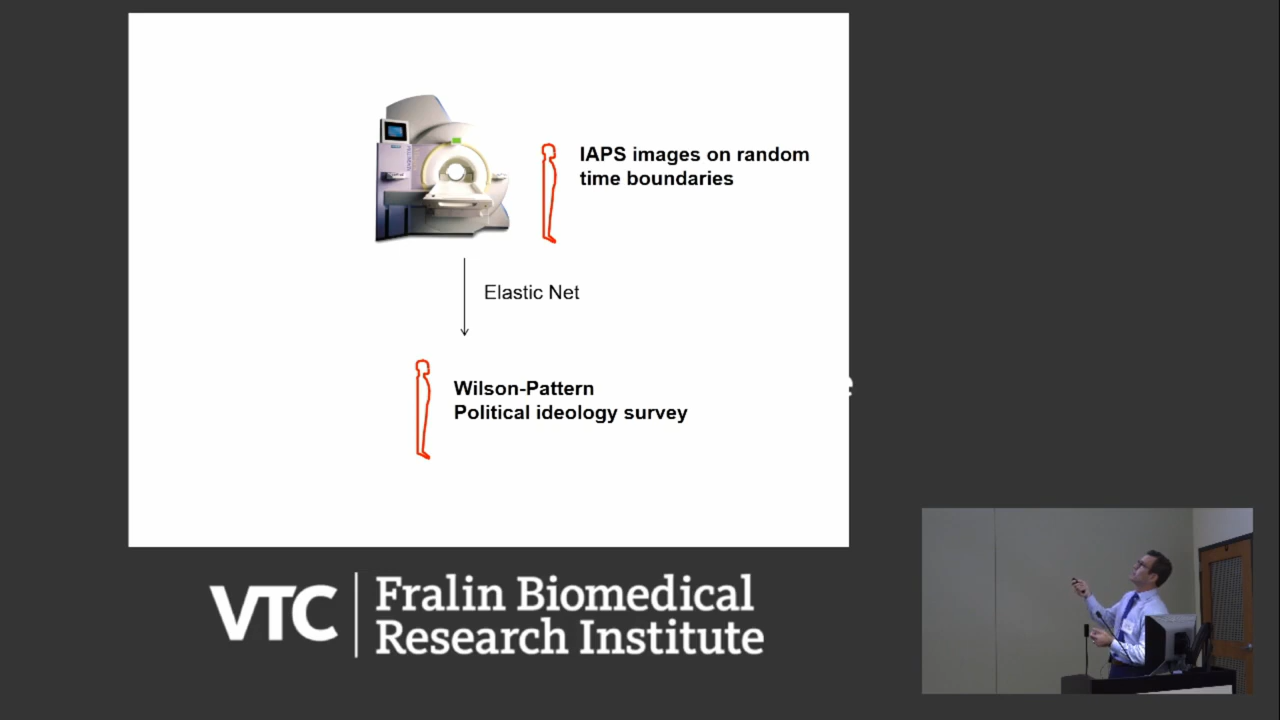 IAPS images on random
time boundaries
Elastic Net
Wilson-Pattern
Political ideology survey
e
VTC
Fralin Biomedical
Research Institute